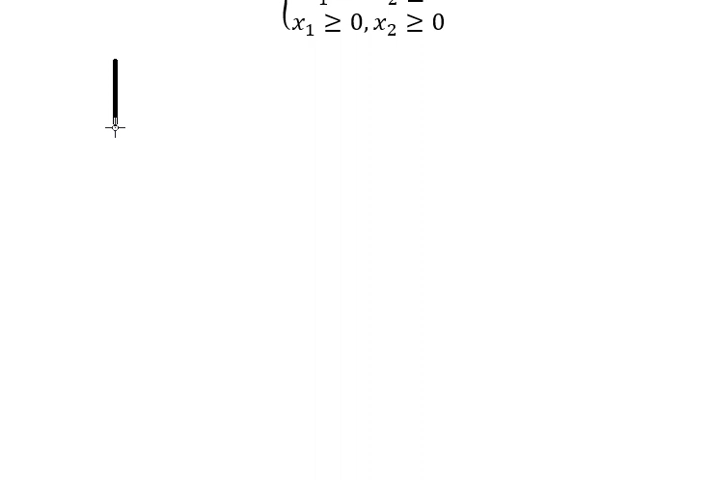 x₁ ≥ 0, x₂ ≥ 0